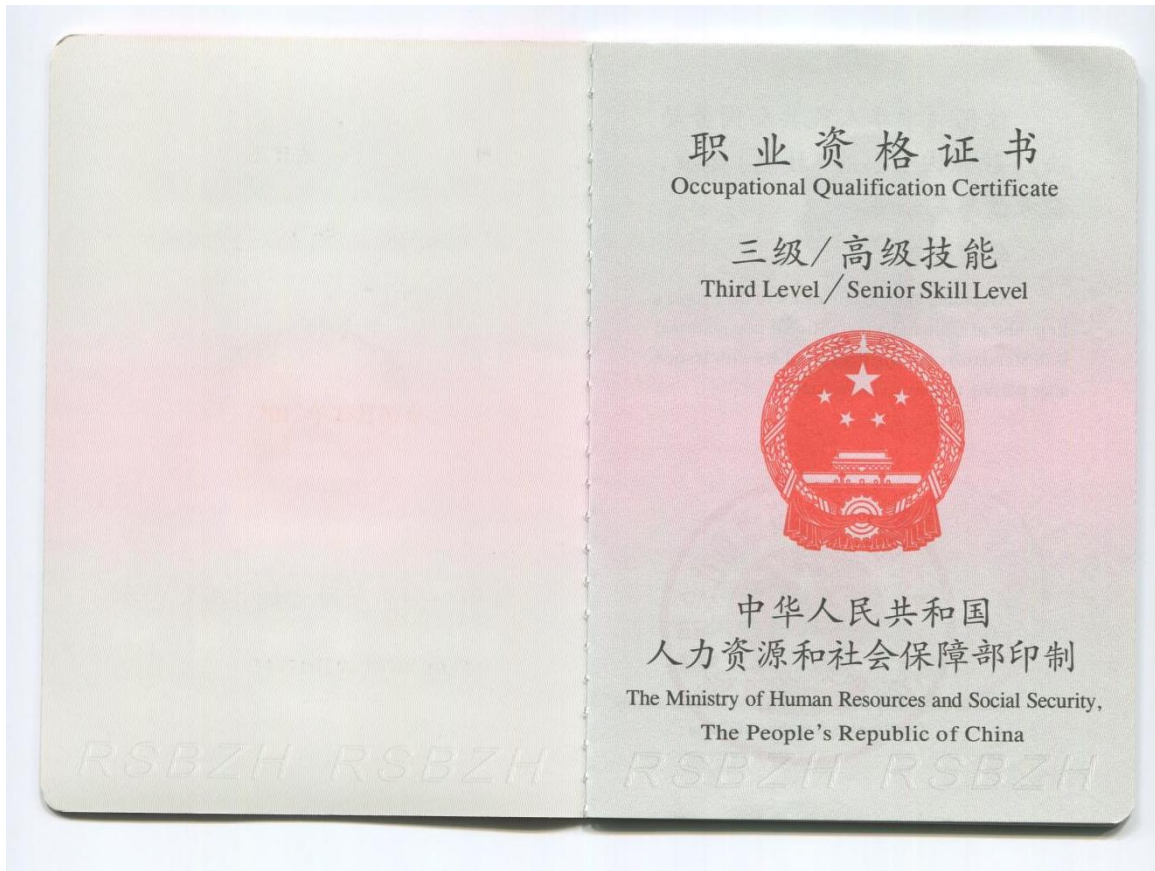 职业资格证书
Occupational Qualification Certificate
三级/高级技能
Third Level/Senior Skill Level
中华人民共和国
人力资源和社会保障部印制
The Ministry of Human Resources and Social Security,
The People's Republic of China
RSBZH RSBZH RSBZH RSBZH